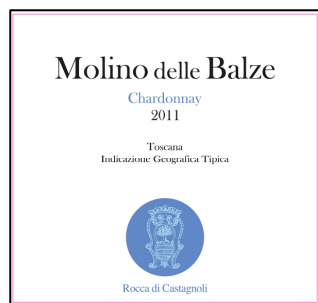 Molino delle Balze
Chardonnay
2011
Toscana
Indicazione Geografica Tipica
Rocca di Castagnoli